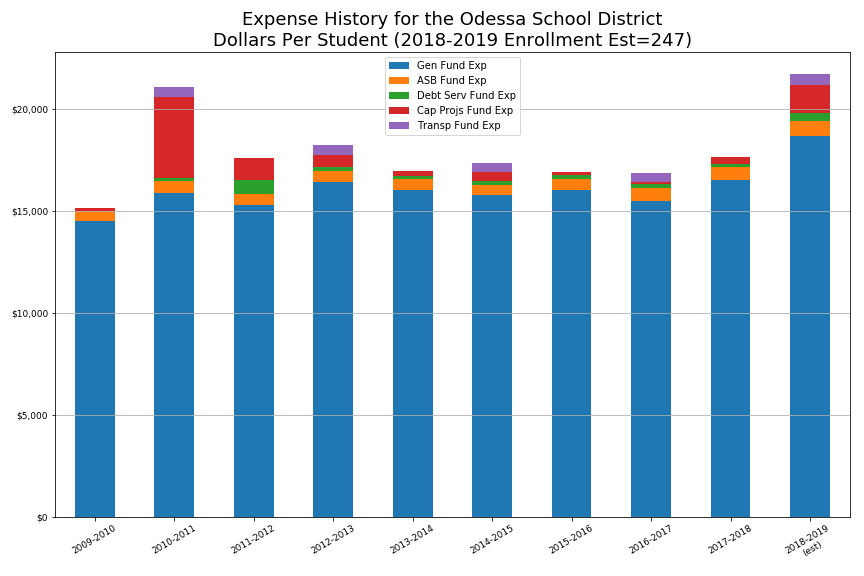 Expense History for the Odessa School District
Dollars Per Student (2018-2019 Enrollment Est=247)
Gen Fund Exp
ASB Fund Exp
Debt Serv Fund Exp
Cap Projs Fund Exp
Transp Fund Exp
$20,000
$15,000
$10,000
$5,000
$0
2009-2010
2010-2011
2011-2012
2012-2013
2013-2014
2014-2015
2015-2016
2016-2017
2017-2018
2018-2019
(est)